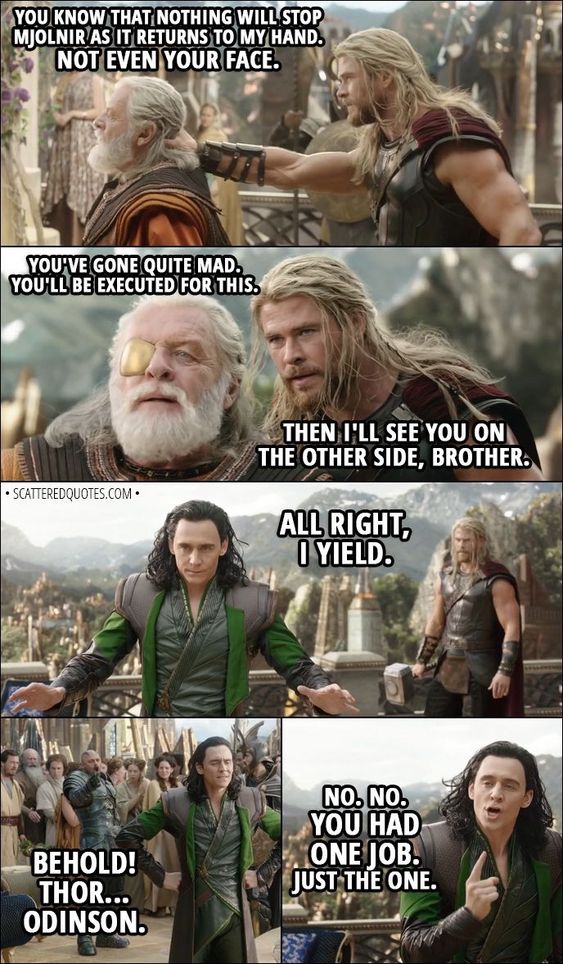 YOU KNOW THAT NOTHING WILL STOP
MJOLNIR AS IT RETURNS TO MY HAND.
NOT EVEN YOUR FACE.
YOU'VE GONE QUITE MAD.
YOU'LL BE EXECUTED FOR THIS.
THEN I'LL SEE YOU ON
THE OTHER SIDE, BROTHER.
• SCATTEREDQUOTES.COM •
ALL RIGHT,
I YIELD.
BEHOLD!
THOR...
ODINSON.
NO. NO.
YOU HAD
ONE JOB.
JUST THE ONE.